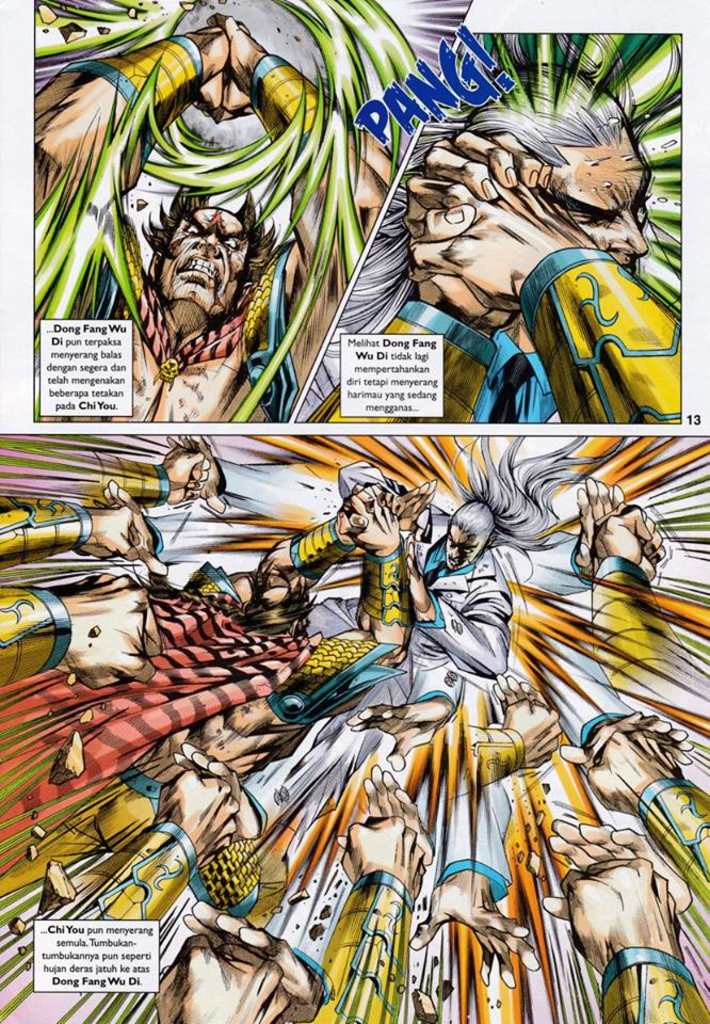 PANG!
...Dong Fang Wu
Di pun terpaksa
menyerang balas
dengan segera dan
telah mengenakan
beberapa tetakan
pada Chi You.
Melihat Dong Fang
Wu Di tidak lagi
mempertahankan
diri tetapi menyerang
harimau yang sedang
mengganas...
13
...Chi You pun menyerang
semula. Tumbukan-
tumbukannya pun seperti
hujan deras jatuh ke atas
Dong Fang Wu Di.